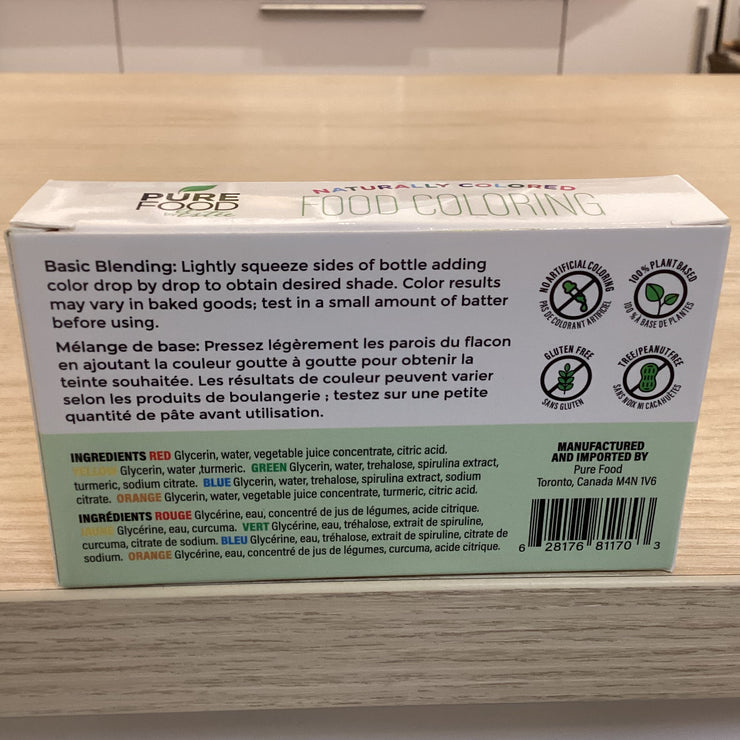 PURE
FOOD
NATURALLY COLORED
FOOD COLORING
Basic Blending: Lightly squeeze sides of bottle adding
color drop by drop to obtain desired shade. Color results
may vary in baked goods; test in a small amount of batter
before using.
Mélange de base: Pressez légèrement les parois du flacon
en ajoutant la couleur goutte à goutte pour obtenir la
teinte souhaitée. Les résultats de couleur peuvent varier
selon les produits de boulangerie ; testez sur une petite
quantité de pâte avant utilisation.
NO ARTIFICIAL COLORING
PAS DE COLORANT ARTIFICIEL
100% PLANT BASED
100 % À BASE DE PLANTES
GLUTEN FREE
SANS GLUTEN
TREE/PEANUT FREE
SANS NOIX NI CACAHUÈTES
INGREDIENTS RED Glycerin, water, vegetable juice concentrate, citric acid.
YELLOW Glycerin, water ,turmeric. GREEN Glycerin, water, trehalose, spirulina extract,
turmeric, sodium citrate. BLUE Glycerin, water, trehalose, spirulina extract, sodium
citrate. ORANGE Glycerin, water, vegetable juice concentrate, turmeric, citric acid.
INGRÉDIENTS ROUGE Glycérine, eau, concentré de jus de légumes, acide citrique.
JAUNE Glycérine, eau, curcuma. VERT Glycérine, eau, tréhalose, extrait de spiruline,
curcuma, citrate de sodium. BLEU Glycérine, eau, tréhalose, extrait de spiruline, citrate de
sodium. ORANGE Glycérine, eau, concentré de jus de légumes, curcuma, acide citrique.
MANUFACTURED
AND IMPORTED BY
Pure Food
Toronto, Canada M4N 1V6
6 28176 81170 3